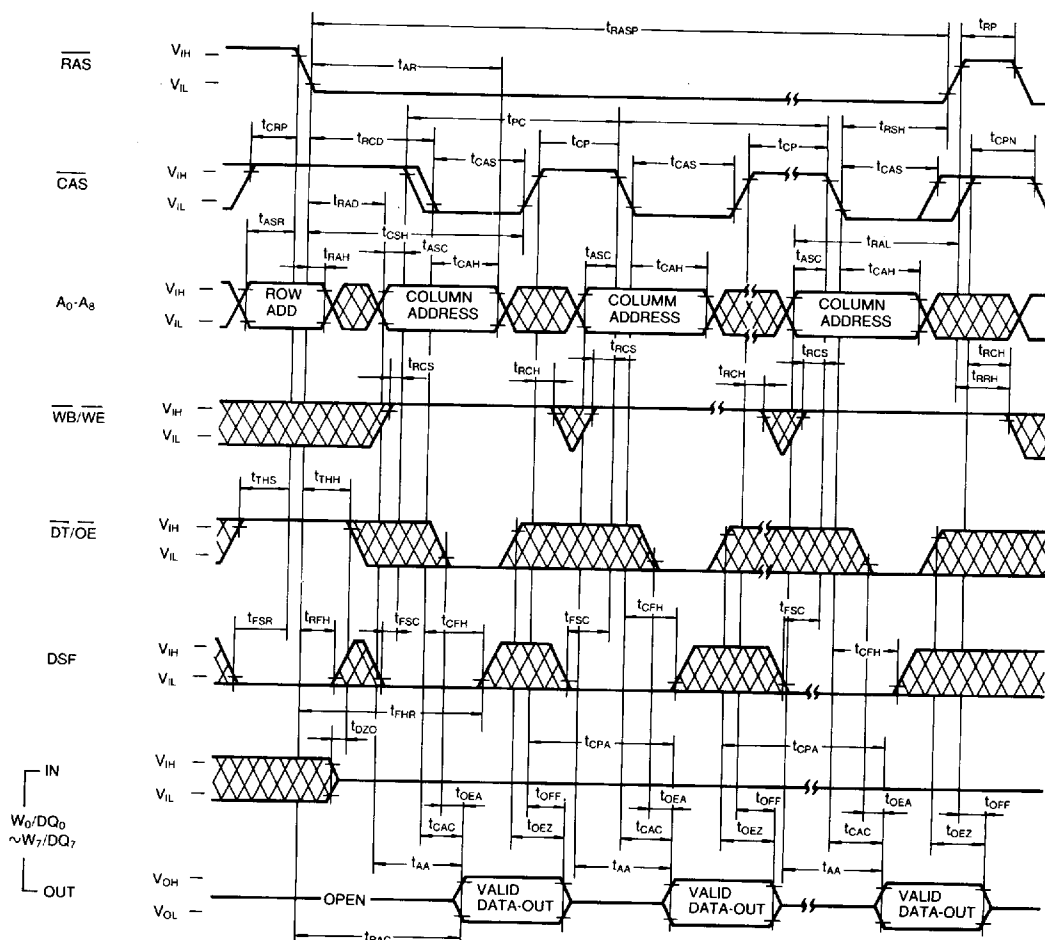 tRASP tRP
RAS VIH
VIL
tAR
tPC tRSH
tCRP tRCD tCP tCP tCPN
CAS VIH
VIL
tCAS tCAS tCAS
tRAD
tASR tCSH tRAL
tRAH tASC tCAH tASC tCAH tASC tCAH
A0-A8 VIH
VIL
ROW ADD COLUMN ADDRESS COLUMM ADDRESS COLUMN ADDRESS
tRCS tRCH tRCS tRCH tRCS tRCH
tRRH
WB/WE VIH
VIL
tTHS tTHH
DT/OE VIH
VIL
tFSR tRFH tFSC tCFH tFSC tCFH tFSC tCFH
DSF VIH
VIL
tFHR
tDZO tCPA tCPA
IN VIH
VIL
W0/DQ0
~W7/DQ7
tOEA tOFF tOEA tOFF tOEA tOFF
tCAC tOEZ tCAC tOEZ tCAC tOEZ
tAA tAA tAA
OUT VOH
VOL
OPEN VALID DATA-OUT VALID DATA-OUT VALID DATA-OUT
tRAC